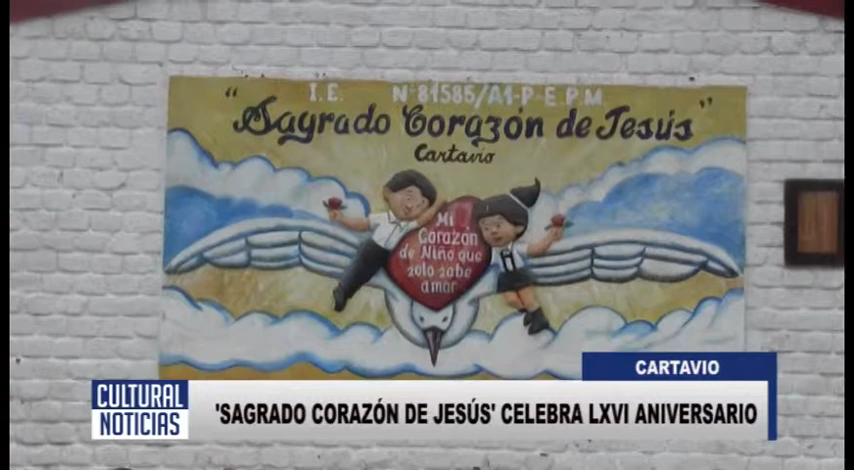 I.E. N° 81585/A1-P-E.P.M
"Sagrado Corazón de Jesús"
Cartavio
Mi
Corazón
de Niño que
solo sabe
amar
CARTAVIO
CULTURAL
NOTICIAS
'SAGRADO CORAZÓN DE JESÚS' CELEBRA LXVI ANIVERSARIO